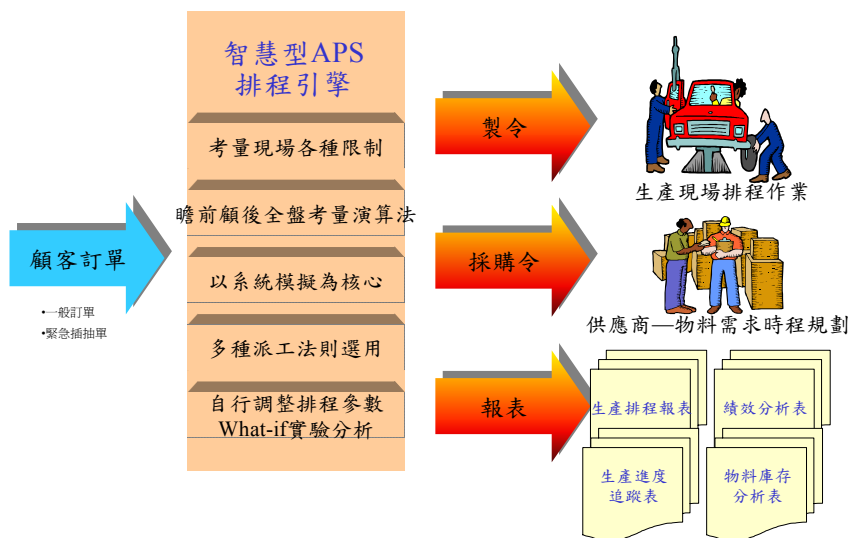 智慧型APS
排程引擎
考量現場各種限制
瞻前顧後全盤考量演算法
以系統模擬為核心
多種派工法則選用
自行調整排程參數
What-if實驗分析
顧客訂單
•一般訂單
•緊急插抽單
製令
生產現場排程作業
採購令
供應商—物料需求時程規劃
報表
生產排程報表
績效分析表
生產進度
追蹤表
物料庫存
分析表